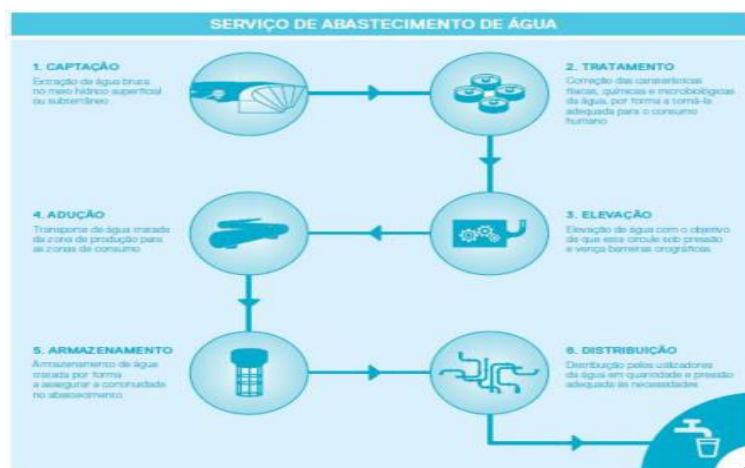 SERVIÇO DE ABASTECIMENTO DE ÁGUA
1. CAPTAÇÃO
Extração de água bruta
no meio hídrico superficial
ou subterrâneo
2. TRATAMENTO
Correção das caraterísticas
físicas, químicas e microbiológicas
da água, por forma a torná-la
adequada para o consumo
humano
4. ADUÇÃO
Transporte de água tratada
da zona de produção para
as zonas de consumo
3. ELEVAÇÃO
Elevação de água com o objetivo
de que esta circule sob pressão
e vença barreiras orográficas
5. ARMAZENAMENTO
Armazenamento de água
tratada por forma
a assegurar a continuidade
no abastecimento
6. DISTRIBUIÇÃO
Distribuição pelos utilizadores
da água em quantidade e pressão
adequada às necessidades